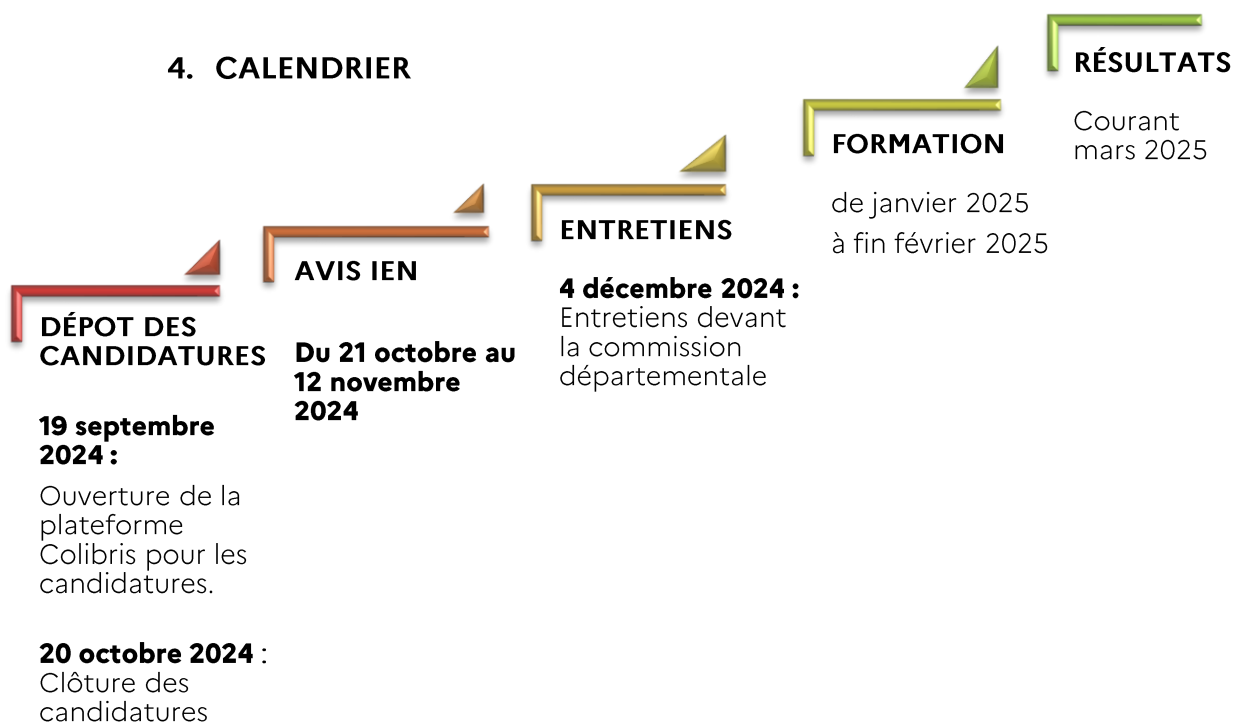 4. CALENDRIER
DÉPOT DES
CANDIDATURES
19 septembre
2024 :
Ouverture de la
plateforme
Colibris pour les
candidatures.
20 octobre 2024 :
Clôture des
candidatures
AVIS IEN
Du 21 octobre au
12 novembre
2024
ENTRETIENS
4 décembre 2024 :
Entretiens devant
la commission
départementale
FORMATION
de janvier 2025
à fin février 2025
RÉSULTATS
Courant
mars 2025